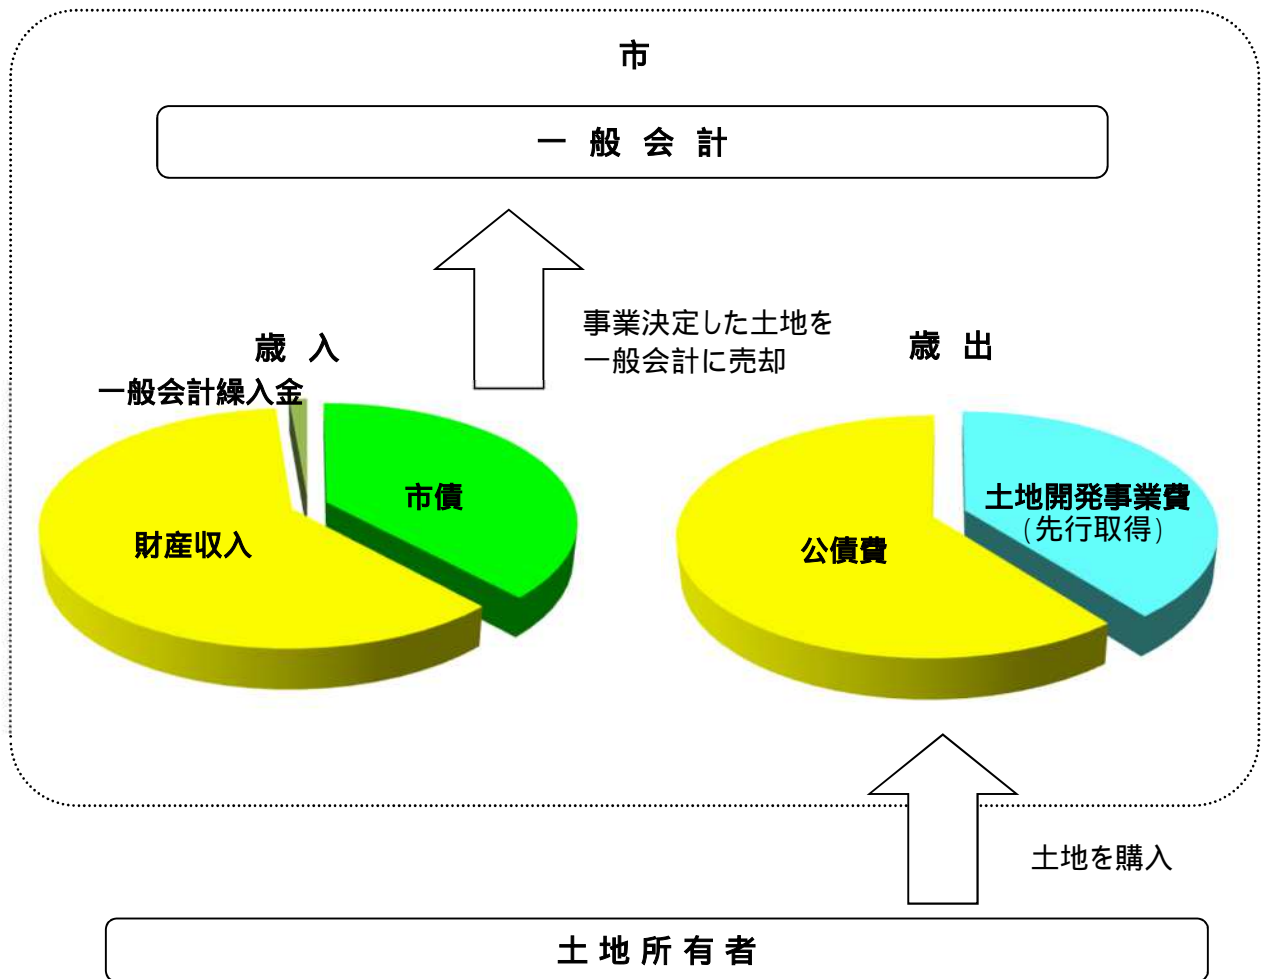 市
一般会計
事業決定した土地を
一般会計に売却
歳入
一般会計繰入金
市債
財産収入
歳出
土地開発事業費
(先行取得)
公債費
土地を購入
土地所有者